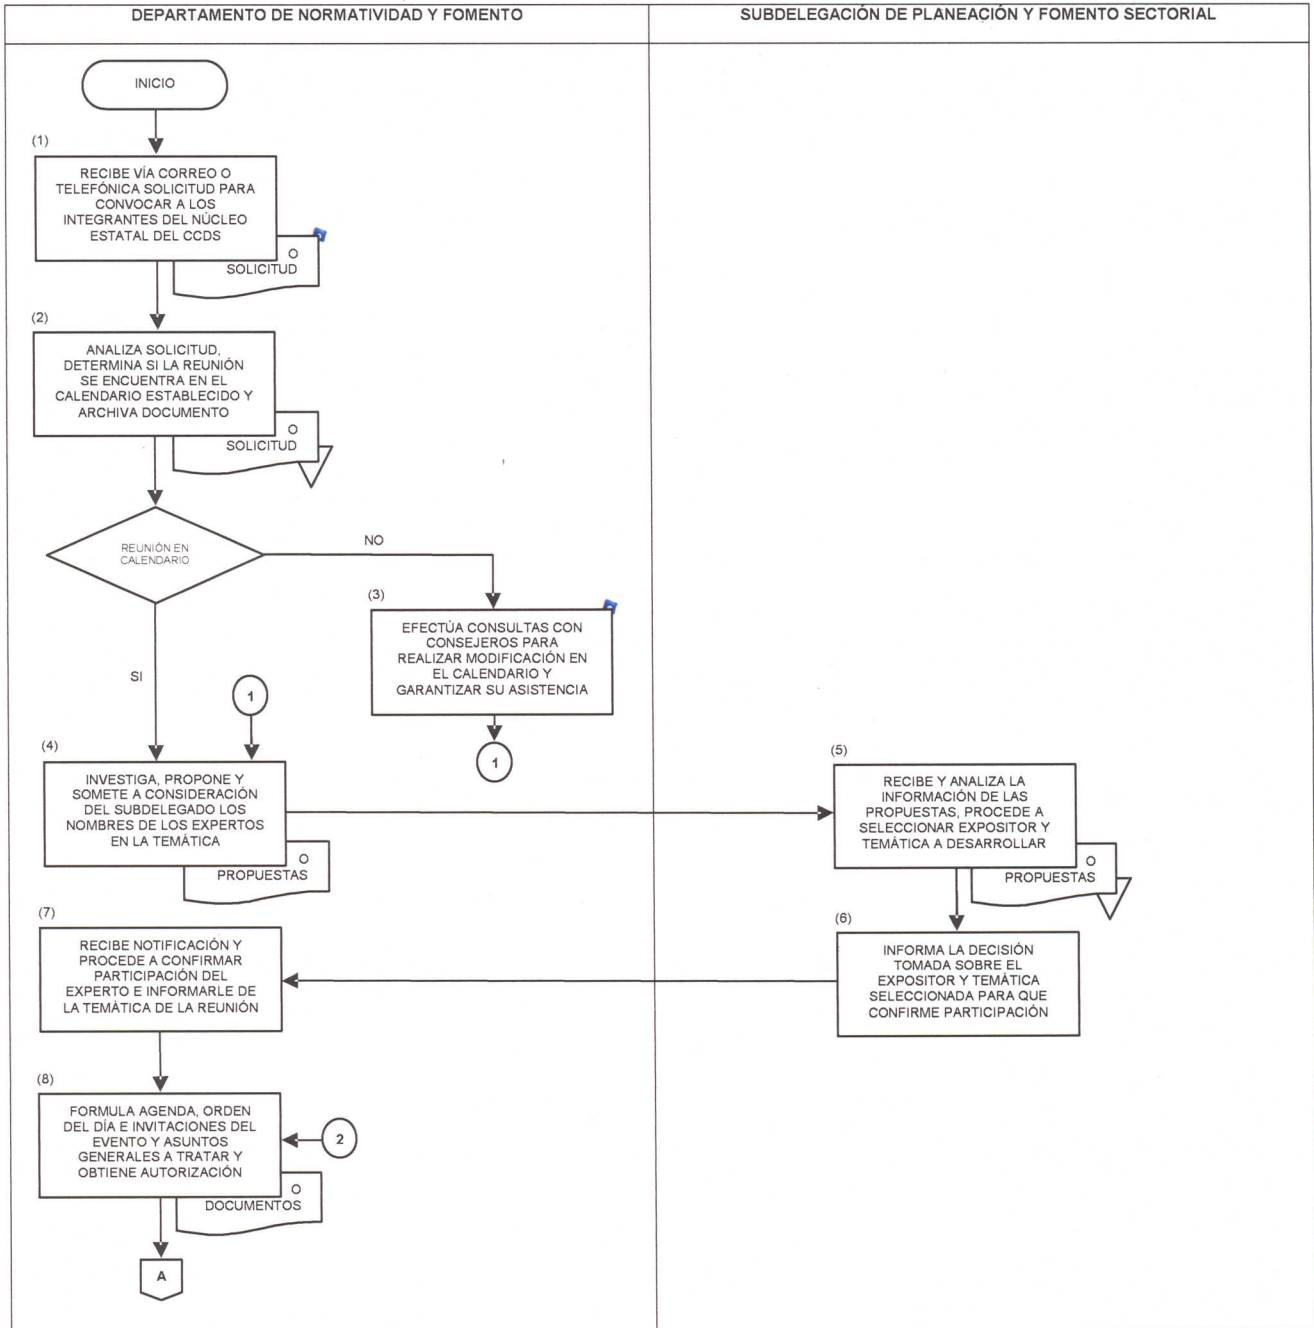 DEPARTAMENTO DE NORMATIVIDAD Y FOMENTO
SUBDELEGACIÓN DE PLANEACIÓN Y FOMENTO SECTORIAL
INICIO
(1)
RECIBE VÍA CORREO O
TELEFÓNICA SOLICITUD PARA
CONVOCAR A LOS
INTEGRANTES DEL NÚCLEO
ESTATAL DEL CCDS
O
SOLICITUD
(2)
ANALIZA SOLICITUD,
DETERMINA SI LA REUNIÓN
SE ENCUENTRA EN EL
CALENDARIO ESTABLECIDO Y
ARCHIVA DOCUMENTO
O
SOLICITUD
REUNIÓN EN
CALENDARIO
NO
SI
(3)
EFECTÚA CONSULTAS CON
CONSEJEROS PARA
REALIZAR MODIFICACIÓN EN
EL CALENDARIO Y
GARANTIZAR SU ASISTENCIA
1
1
(4)
INVESTIGA, PROPONE Y
SOMETE A CONSIDERACIÓN
DEL SUBDELEGADO LOS
NOMBRES DE LOS EXPERTOS
EN LA TEMÁTICA
O
PROPUESTAS
(5)
RECIBE Y ANALIZA LA
INFORMACIÓN DE LAS
PROPUESTAS, PROCEDE A
SELECCIONAR EXPOSITOR Y
TEMÁTICA A DESARROLLAR
O
PROPUESTAS
(6)
INFORMA LA DECISIÓN
TOMADA SOBRE EL
EXPOSITOR Y TEMÁTICA
SELECCIONADA PARA QUE
CONFIRME PARTICIPACIÓN
(7)
RECIBE NOTIFICACIÓN Y
PROCEDE A CONFIRMAR
PARTICIPACIÓN DEL
EXPERTO E INFORMARLE DE
LA TEMÁTICA DE LA REUNIÓN
(8)
FORMULA AGENDA, ORDEN
DEL DÍA E INVITACIONES DEL
EVENTO Y ASUNTOS
GENERALES A TRATAR Y
OBTIENE AUTORIZACIÓN
2
O
DOCUMENTOS
A